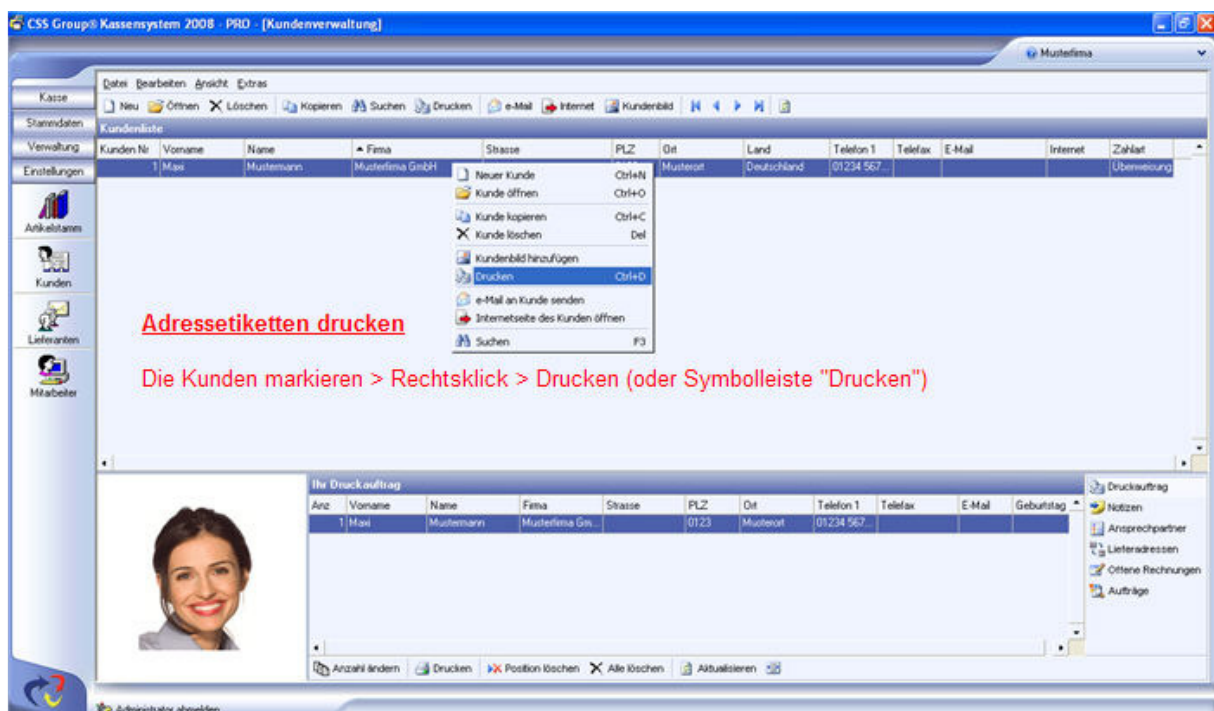 CSS Group® Kassensystem 2008 - PRO - [Kundenverwaltung]
Musterfirma
Datei Bearbeiten Ansicht Extras
Neu Öffnen Löschen Kopieren Suchen Drucken e-Mail Internet Kundenbild
Kasse
Stammdaten
Verwaltung
Einstellungen
Artikelstamm
Kunden
Lieferanten
Mitarbeiter
Kundenliste
Kunden Nr Vorname Name Firma Strasse PLZ Ort Land Telefon 1 Telefax E-Mail Internet Zahlart
1 Maxi Mustermann Musterfirma GmbH Musterort Deutschland 01234 567... Überweisung
Neuer Kunde Ctrl+N
Kunde öffnen Ctrl+O
Kunde kopieren Ctrl+C
Kunde löschen Del
Kundenbild hinzufügen
Drucken Ctrl+D
e-Mail an Kunde senden
Internetseite des Kunden öffnen
Suchen F3
Adressetiketten drucken
Die Kunden markieren > Rechtsklick > Drucken (oder Symbolleiste "Drucken")
Ihr Druckauftrag
Anz Vorname Name Firma Strasse PLZ Ort Telefon 1 Telefax E-Mail Geburtstag
1 Maxi Mustermann Musterfirma Gm... 0123 Musterort 01234 567...
Druckauftrag
Notizen
Ansprechpartner
Lieferadressen
Offene Rechnungen
Aufträge
Anzahl ändern Drucken Position löschen Alle löschen Aktualisieren
Administrator abmelden